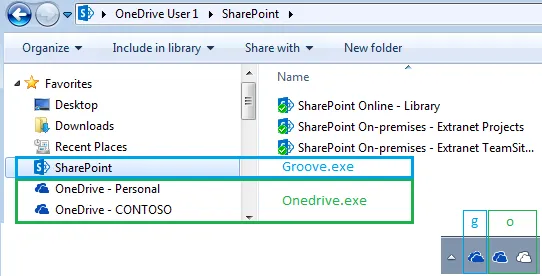 OneDrive User 1 SharePoint
Organize Include in library Share with New folder
Favorites
Desktop
Downloads
Recent Places
SharePoint
OneDrive - Personal
OneDrive - CONTOSO
Name
SharePoint Online - Library
SharePoint On-premises - Extranet Projects
SharePoint On-premises - Extranet TeamSit...
Groove.exe
Onedrive.exe
g o